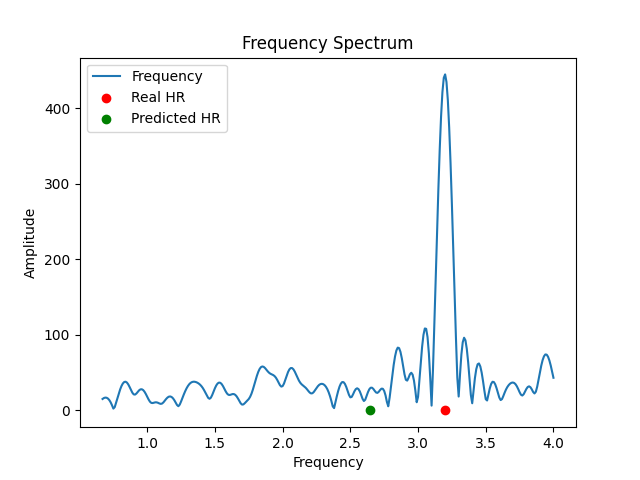 Frequency Spectrum
Frequency
Real HR
Predicted HR
Amplitude
400
300
200
100
0
1.0 1.5 2.0 2.5 3.0 3.5 4.0
Frequency